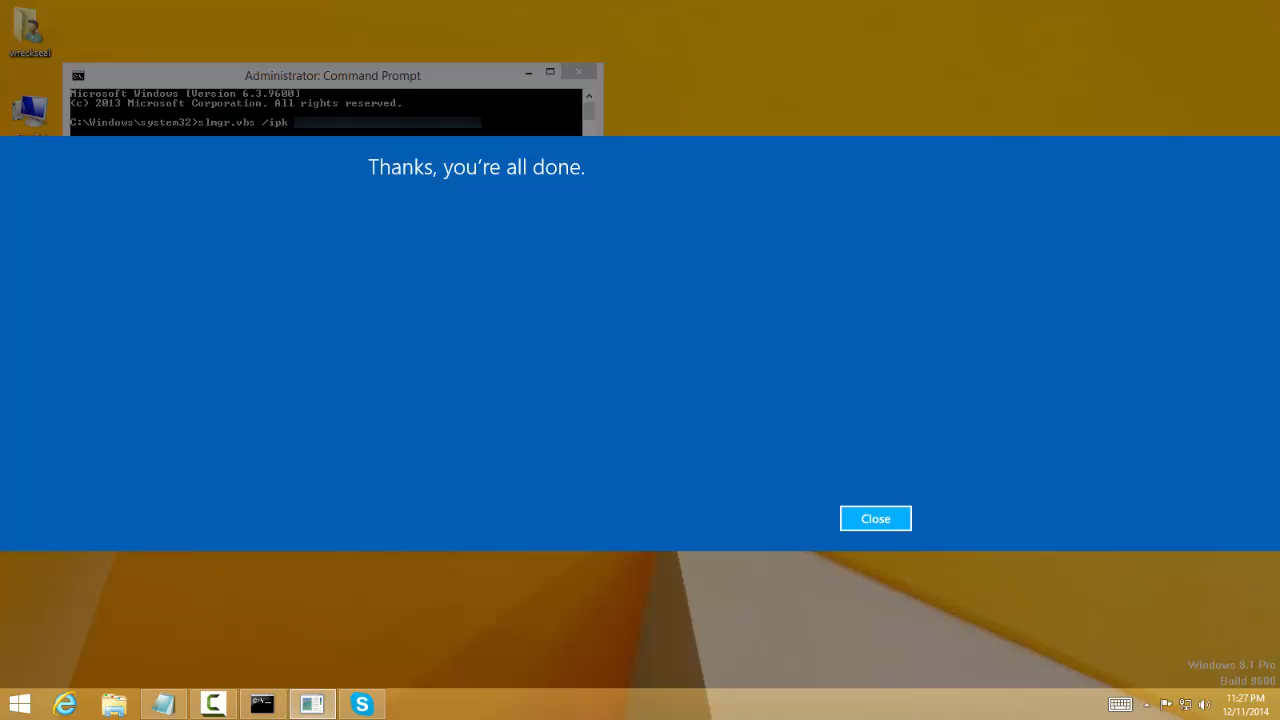 wreckseal
Administrator: Command Prompt
Microsoft Windows [Version 6.3.9600]
(c) 2013 Microsoft Corporation. All rights reserved.
C:\Windows\system32>slmgr.vbs /ipk
Thanks, you're all done.
Close
Windows 8.1 Pro
Build 9600
11:27 PM
12/11/2014